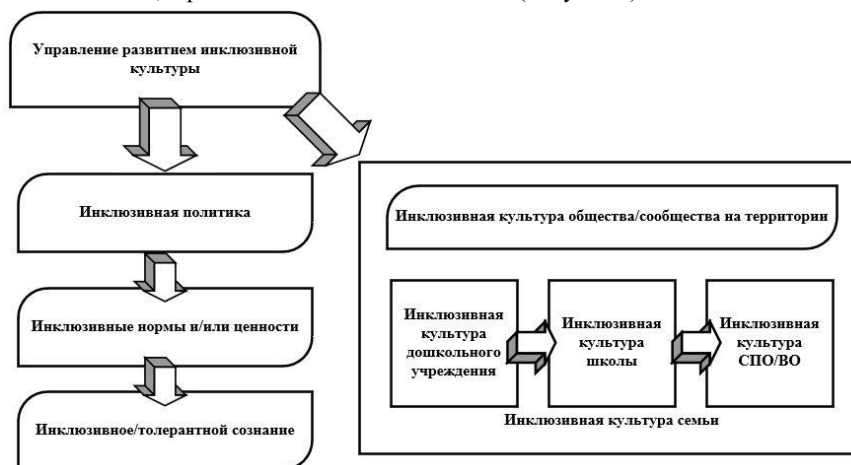 Управление развитием инклюзивной
культуры
Инклюзивная политика
Инклюзивные нормы и/или ценности
Инклюзивное/толерантной сознание
Инклюзивная культура общества/сообщества на территории
Инклюзивная
культура
дошкольного
учреждения
Инклюзивная
культура
школы
Инклюзивная
культура
СПО/ВО
Инклюзивная культура семьи